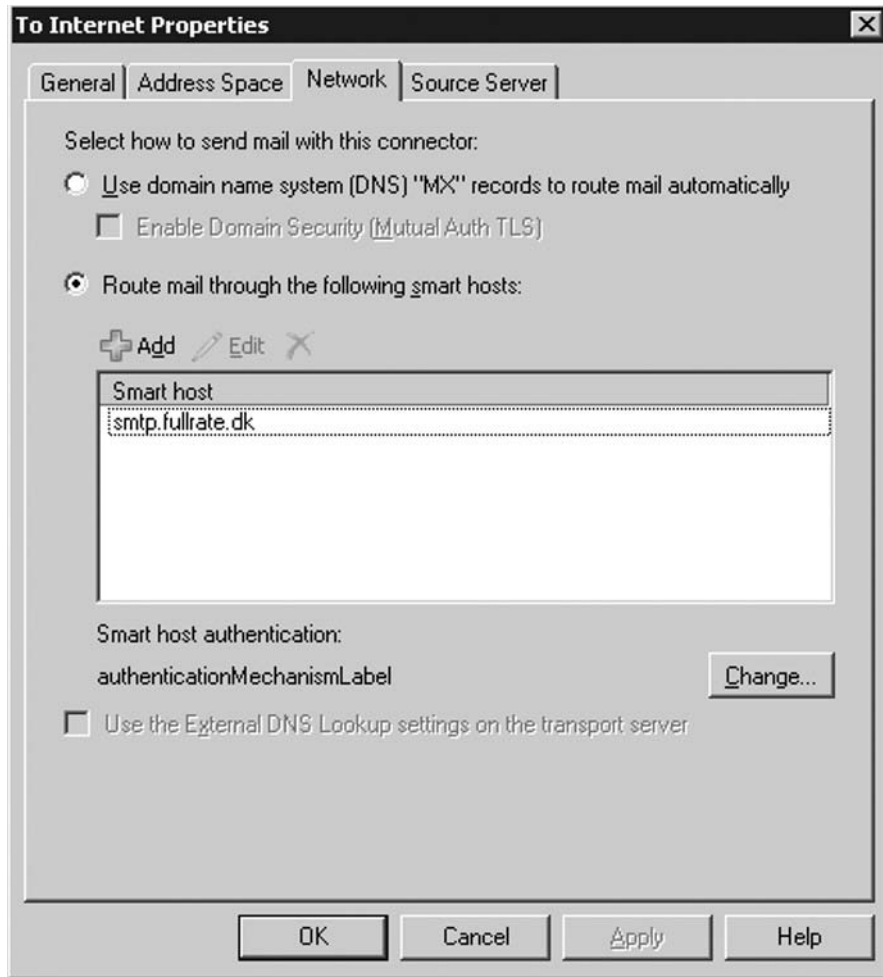 To Internet Properties
General Address Space Network Source Server
Select how to send mail with this connector:
Use domain name system (DNS) "MX" records to route mail automatically
Enable Domain Security (Mutual Auth TLS)
Route mail through the following smart hosts:
Add Edit
Smart host
smtp.fullrate.dk
Smart host authentication:
authenticationMechanismLabel
Change...
Use the External DNS Lookup settings on the transport server
OK Cancel Apply Help